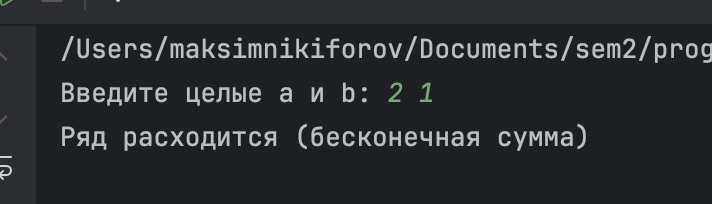 /Users/maksimnikiforov/Documents/sem2/prog
Введите целые a и b: 2 1
Ряд расходится (бесконечная сумма)